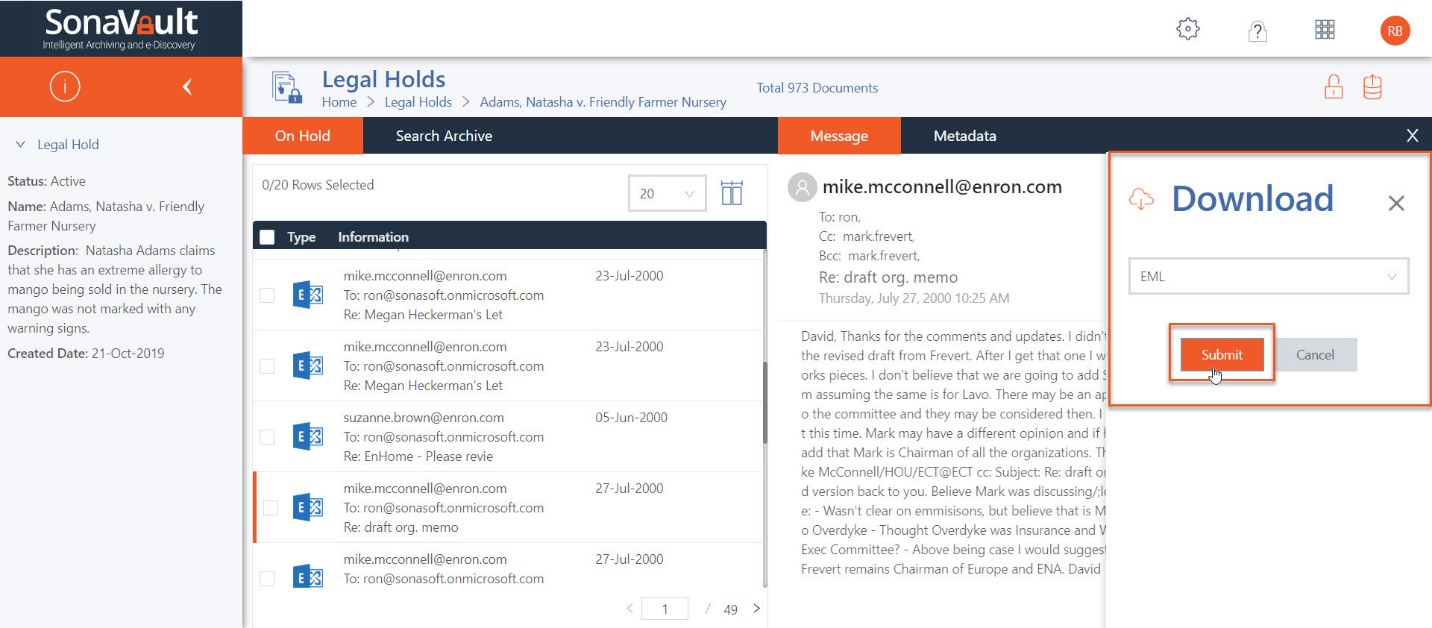 SonaVault
Intelligent Archiving and e-Discovery
?
RB
Legal Holds
Home > Legal Holds > Adams, Natasha v. Friendly Farmer Nursery
Total 973 Documents
On Hold
Search Archive
Message
Metadata
X
Legal Hold
Status: Active
Name: Adams, Natasha v. Friendly
Farmer Nursery
Description: Natasha Adams claims
that she has an extreme allergy to
mango being sold in the nursery. The
mango was not marked with any
warning signs.
Created Date: 21-Oct-2019
0/20 Rows Selected
20
Type Information
mike.mcconnell@enron.com 23-Jul-2000
To: ron@sonasoft.onmicrosoft.com
Re: Megan Heckerman's Let
mike.mcconnell@enron.com 23-Jul-2000
To: ron@sonasoft.onmicrosoft.com
Re: Megan Heckerman's Let
suzanne.brown@enron.com 05-Jun-2000
To: ron@sonasoft.onmicrosoft.com
Re: EnHome - Please revie
mike.mcconnell@enron.com 27-Jul-2000
To: ron@sonasoft.onmicrosoft.com
Re: draft org. memo
mike.mcconnell@enron.com 27-Jul-2000
To: ron@sonasoft.onmicrosoft.com
< 1 / 49 >
mike.mcconnell@enron.com
To: ron,
Cc: mark.frevert,
Bcc: mark.frevert,
Re: draft org. memo
Thursday, July 27, 2000 10:25 AM
David, Thanks for the comments and updates. I didn't
the revised draft from Frevert. After I get that one I w
orks pieces. I don't believe that we are going to add
m assuming the same is for Lavo. There may be an ap
o the committee and they may be considered then. I
t this time. Mark may have a different opinion and if
add that Mark is Chairman of all the organizations. Th
ke McConnell/HOU/ECT@ECT cc: Subject: Re: draft or
d version back to you. Believe Mark was discussing/;lo
e: - Wasn't clear on emmisisons, but believe that is M
o Overdyke - Thought Overdyke was Insurance and W
Exec Committee? - Above being case I would suggest
Frevert remains Chairman of Europe and ENA. David
Download
EML
Submit
Cancel